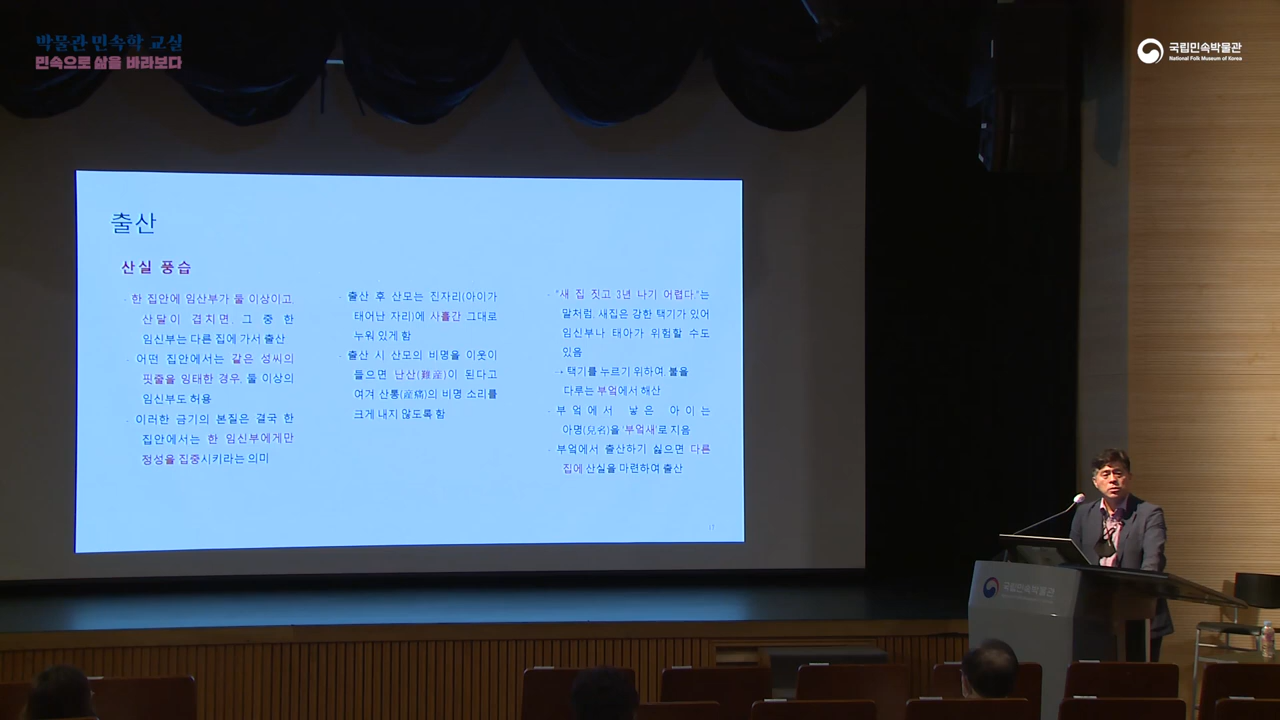 박물관 민속학 교실
민속으로 삶을 바라보다
국립민속박물관
National Folk Museum of Korea
출산
산실 풍습
- 한 집안에 임산부가 둘 이상이고,
산달이 겹치면, 그 중 한
임신부는 다른 집에 가서 출산
- 어떤 집안에서는 같은 성씨의
핏줄을 잉태한 경우, 둘 이상의
임신부도 허용
- 이러한 금기의 본질은 결국 한
집안에서는 한 임신부에게만
정성을 집중시키라는 의미
- 출산 후 산모는 진자리(아이가
태어난 자리)에 사흘간 그대로
누워 있게 함
- 출산 시 산모의 비명을 이웃이
들으면 난산(難産)이 된다고
여겨 산통(産痛)의 비명 소리를
크게 내지 않도록 함
- "새 집 짓고 3년 나기 어렵다."는
말처럼, 새집은 강한 택기가 있어
임신부나 태아가 위험할 수도
있음
→ 택기를 누르기 위하여, 불을
다루는 부엌에서 해산
- 부엌에서 낳은 아이는
아명(兒名)을 '부엌새'로 지음
- 부엌에서 출산하기 싫으면 다른
집에 산실을 마련하여 출산
17
국립민속박물관